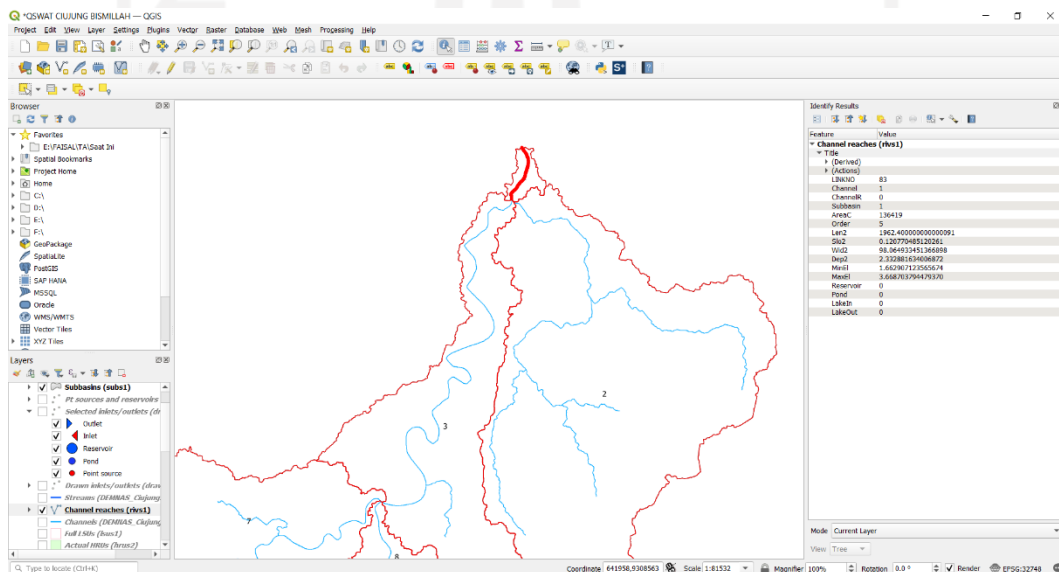 *QSWAT CIUJUNG BISMILLAH — QGIS
Project Edit View Layer Settings Plugins Vector Raster Database Web Mesh Processing Help
Browser
Favorites
E:\FAISAL\TA\Saat Ini
Spatial Bookmarks
Project Home
Home
C:\
D:\
E:\
F:\
GeoPackage
SpatiaLite
PostGIS
SAP HANA
MSSQL
Oracle
WMS/WMTS
Vector Tiles
XYZ Tiles
Layers
Subbasins (subs1)
Pt sources and reservoirs
Selected inlets/outlets (dr
Outlet
Inlet
Reservoir
Pond
Point source
Drawn inlets/outlets (draw
Streams (DEMNAS_Ciujung
Channel reaches (rivs1)
Channels (DEMNAS_Ciujung
Full LSUs (lsus1)
Actual HRUs (hrus2)
2
3
7
8
Identify Results
Feature Value
Channel reaches (rivs1)
Title
(Derived)
(Actions)
LINKNO 83
Channel 1
ChannelR 0
Subbasin 1
AreaC 136419
Order 5
Len2 1962.400000000000091
Slo2 0.120770485120261
Wid2 98.064933451366898
Dep2 2.332881634006872
MinEl 1.662907123565674
MaxEl 3.668703794479370
Reservoir 0
Pond 0
LakeIn 0
LakeOut 0
Mode Current Layer
View Tree
Type to locate (Ctrl+K) Coordinate 641958,9308563 Scale 1:81532 Magnifier 100% Rotation 0.0 ° Render EPSG:32748